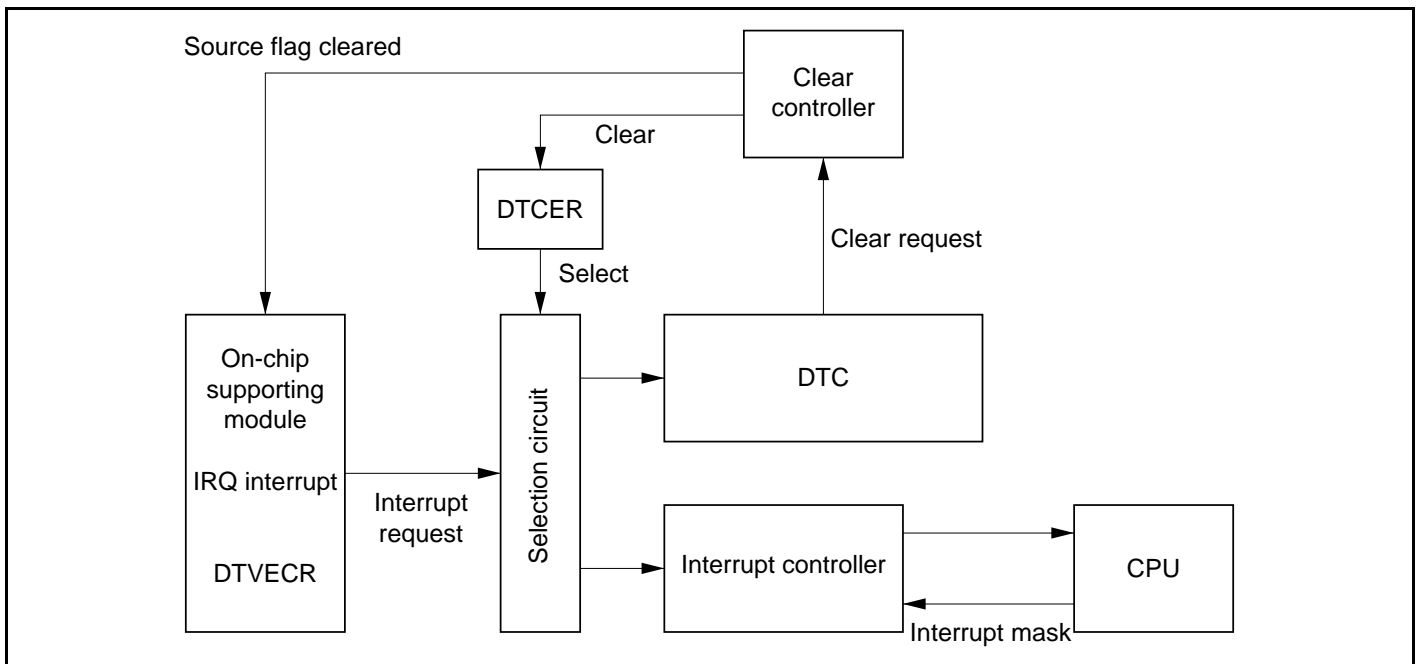 Source flag cleared
Clear
controller
Clear
DTCER
Clear request
Select
On-chip
supporting
module
IRQ interrupt
DTVECR
Interrupt
request
Selection circuit
DTC
Interrupt controller
CPU
Interrupt mask